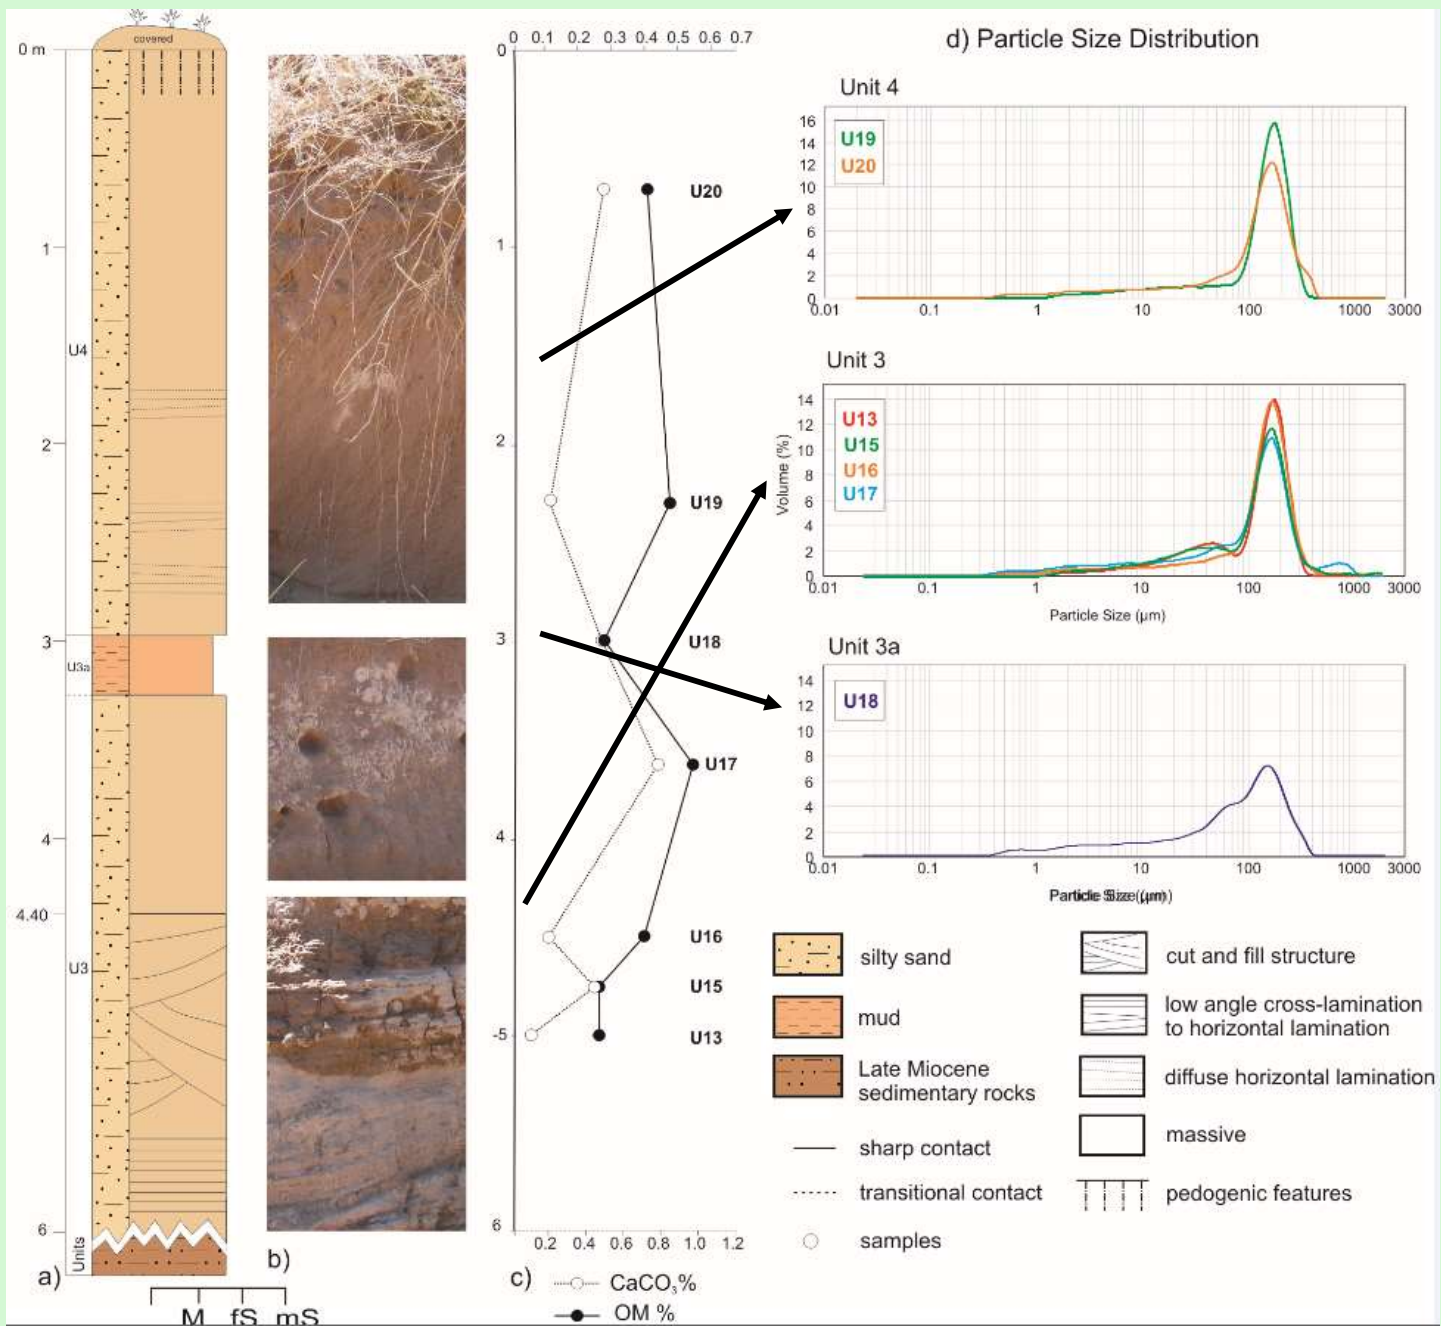 covered
0 m
1
U4
2
3
U3a
4
4.40
U3
6
Units
a)
M fS mS
b)
0 0.1 0.2 0.3 0.4 0.5 0.6 0.7
0
U20
1
2
U19
3
U18
U17
4
U16
U15
-5
U13
6
0.2 0.4 0.6 0.8 1.0 1.2
c)
CaCO₃%
OM %
d) Particle Size Distribution
Unit 4
16
14
12
10
8
6
4
2
0
U19
U20
0.01 0.1 1 10 100 1000 3000
Unit 3
14
12
10
8
6
4
2
0
Volume (%)
U13
U15
U16
U17
0.01 0.1 1 10 100 1000 3000
Particle Size (µm)
Unit 3a
14
12
10
8
6
4
2
0
U18
0.01 0.1 1 10 100 1000 3000
Particle Size (µm)
silty sand
mud
Late Miocene
sedimentary rocks
sharp contact
transitional contact
samples
cut and fill structure
low angle cross-lamination
to horizontal lamination
diffuse horizontal lamination
massive
pedogenic features